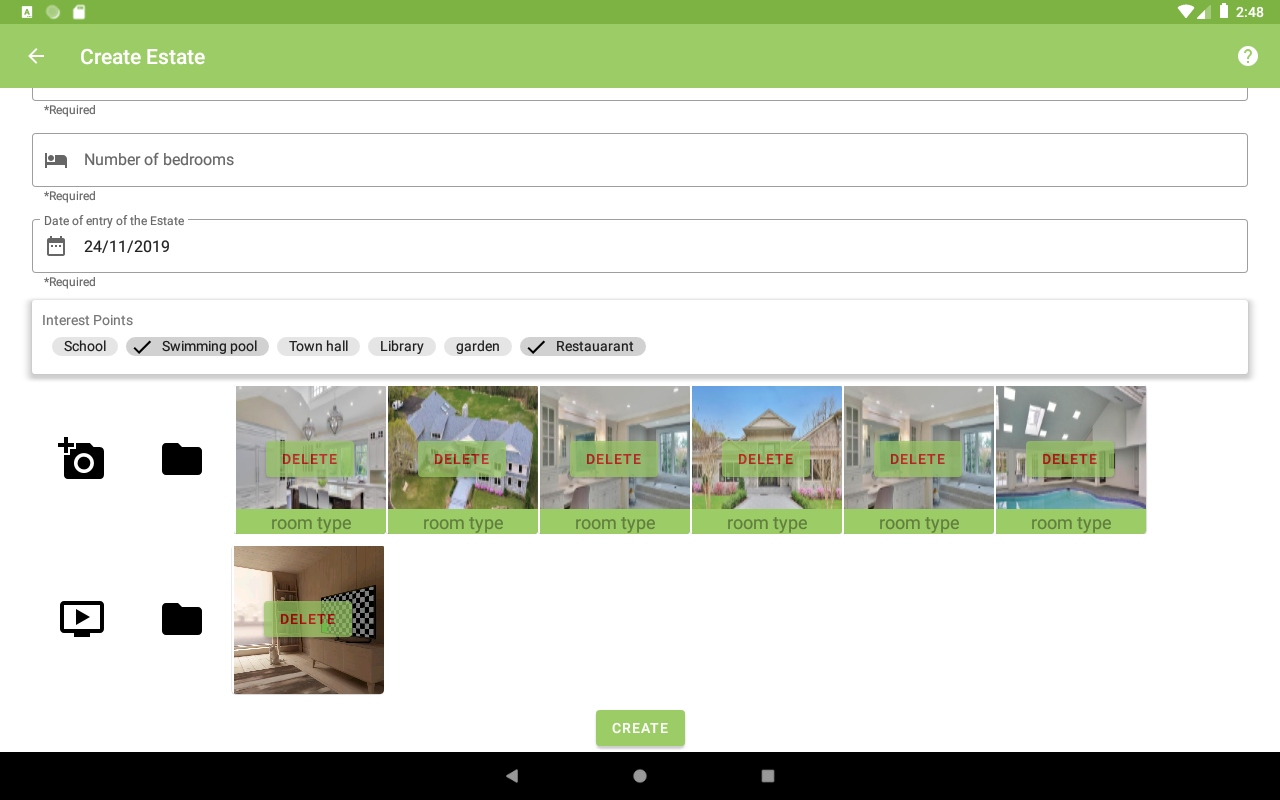 2:48
Create Estate
*Required
Number of bedrooms
*Required
Date of entry of the Estate
24/11/2019
*Required
Interest Points
School Swimming pool Town hall Library garden Restauarant
DELETE DELETE DELETE DELETE DELETE DELETE
room type room type room type room type room type room type
DELETE
CREATE